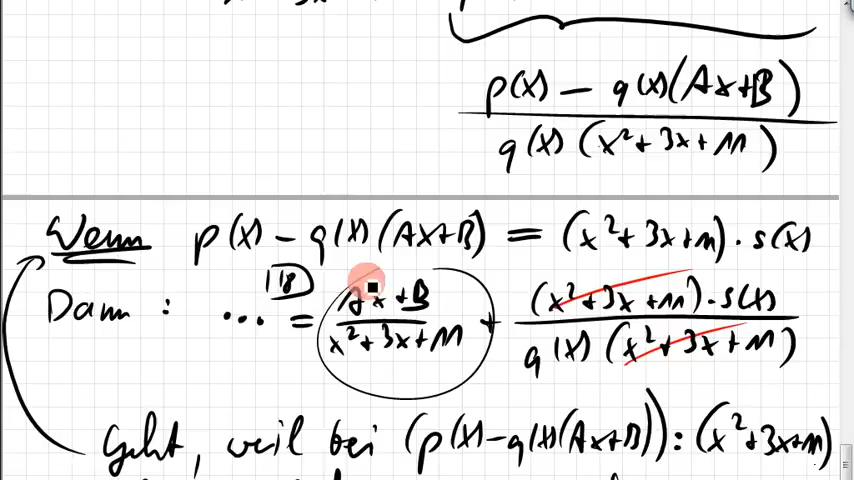 p(x) – q(x)(Ax+B)
q(x) (x²+3x+11)
Wenn p(x) – q(x)(Ax+B) = (x²+3x+11)·s(x)
Dann : ... = Ax+B / x²+3x+11 + (x²+3x+11)·s(x) / q(x) (x²+3x+11)
Geht, weil bei (p(x)–q(x)(Ax+B)):(x²+3x+11)